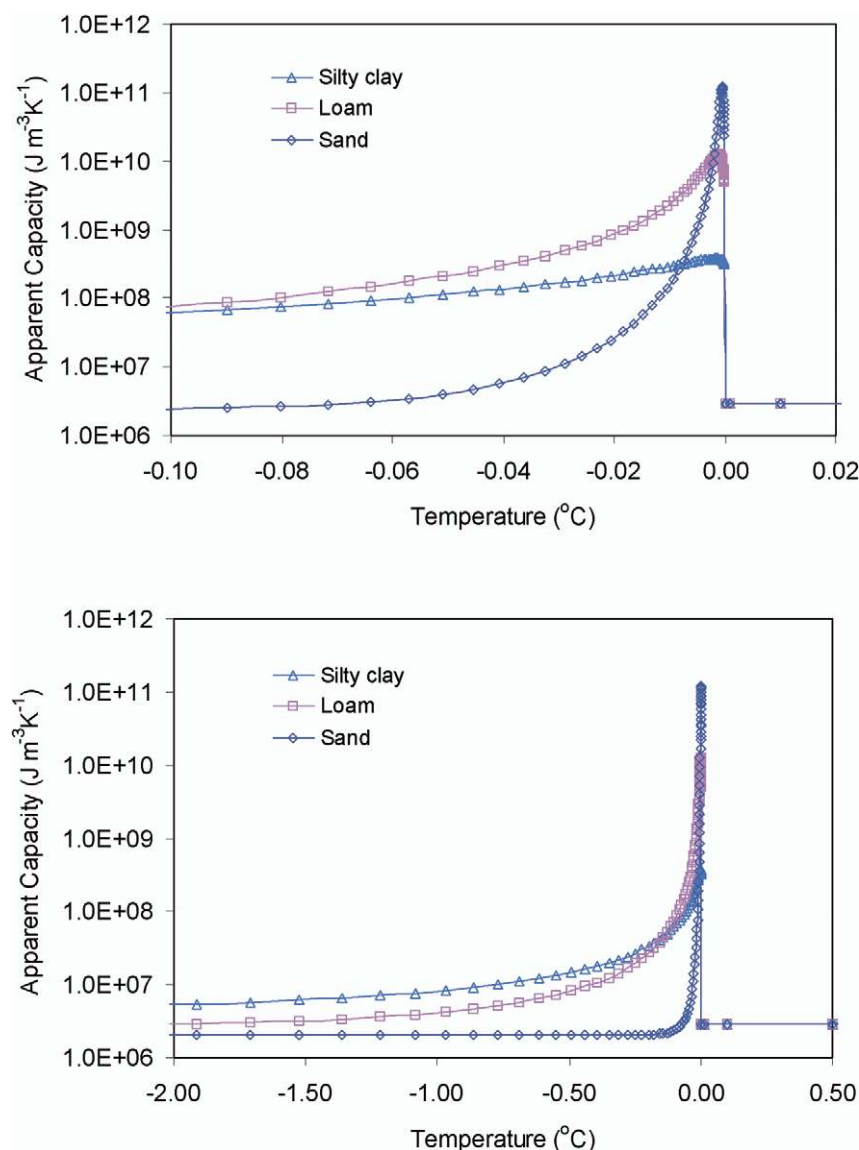 1.0E+12
1.0E+11
1.0E+10
1.0E+09
1.0E+08
1.0E+07
1.0E+06
Apparent Capacity (J m⁻³K⁻¹)
Silty clay
Loam
Sand
-0.10 -0.08 -0.06 -0.04 -0.02 0.00 0.02
Temperature (°C)
1.0E+12
1.0E+11
1.0E+10
1.0E+09
1.0E+08
1.0E+07
1.0E+06
Apparent Capacity (J m⁻³K⁻¹)
Silty clay
Loam
Sand
-2.00 -1.50 -1.00 -0.50 0.00 0.50
Temperature (°C)